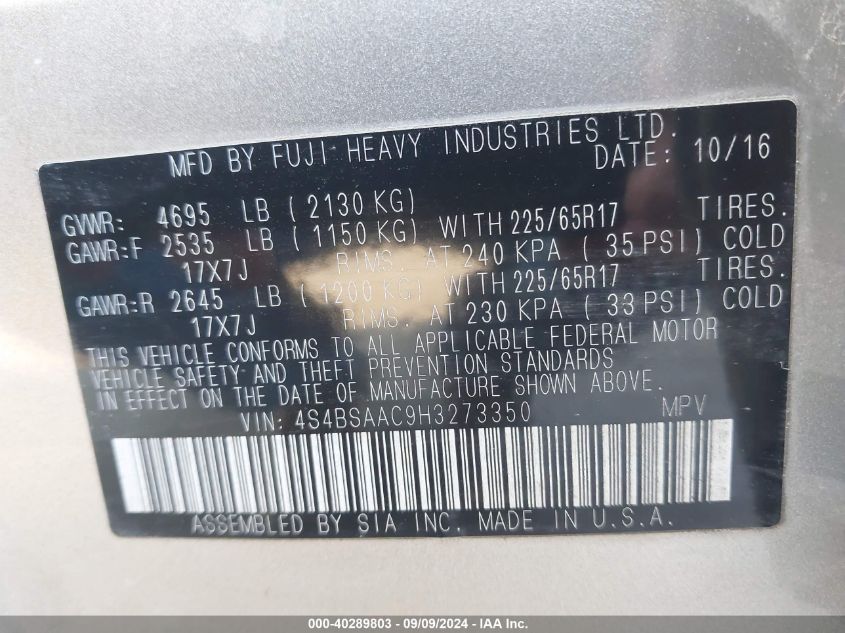 MFD BY FUJI HEAVY INDUSTRIES LTD.
DATE: 10/16
GVWR: 4695 LB ( 2130 KG)
GAWR:F 2535 LB ( 1150 KG) WITH 225/65R17 TIRES.
17X7J RIMS. AT 240 KPA ( 35 PSI) COLD
GAWR:R 2645 LB ( 1200 KG) WITH 225/65R17 TIRES.
17X7J RIMS. AT 230 KPA ( 33 PSI) COLD
THIS VEHICLE CONFORMS TO ALL APPLICABLE FEDERAL MOTOR
VEHICLE SAFETY AND THEFT PREVENTION STANDARDS
IN EFFECT ON THE DATE OF MANUFACTURE SHOWN ABOVE.
VIN: 4S4BSAAC9H3273350 MPV
ASSEMBLED BY SIA INC. MADE IN U.S.A.
000-40289803 - 09/09/2024 - IAA Inc.